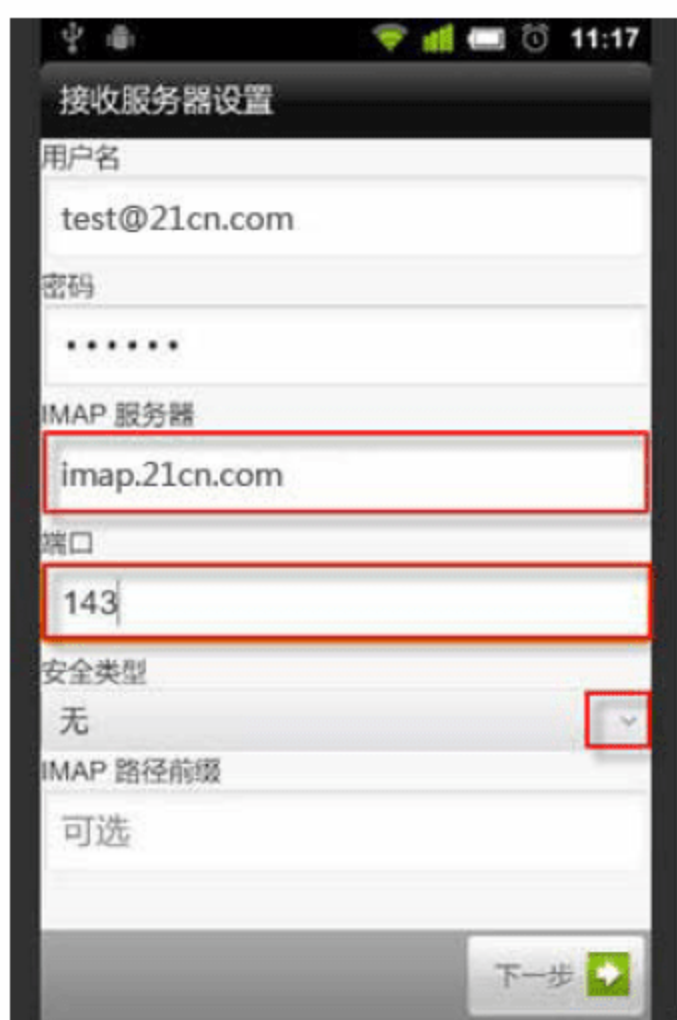 11:17
接收服务器设置
用户名
test@21cn.com
密码
••••••
IMAP 服务器
imap.21cn.com
端口
143
安全类型
无
IMAP 路径前缀
可选
下一步